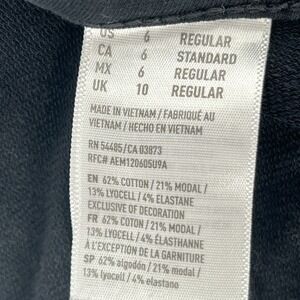 US 6 REGULAR
CA 6 STANDARD
MX 6 REGULAR
UK 10 REGULAR
MADE IN VIETNAM / FABRIQUÉ AU
VIETNAM / HECHO EN VIETNAM
RN 54485/CA 03873
RFC# AEM120605U9A
EN 62% COTTON / 21% MODAL /
13% LYOCELL / 4% ELASTANE
EXCLUSIVE OF DECORATION
FR 62% COTON / 21% MODAL /
13% LYOCELL / 4% ÉLASTHANNE
À L'EXCEPTION DE LA GARNITURE
SP 62% algodón / 21% modal /
13% lyocell / 4% elastano